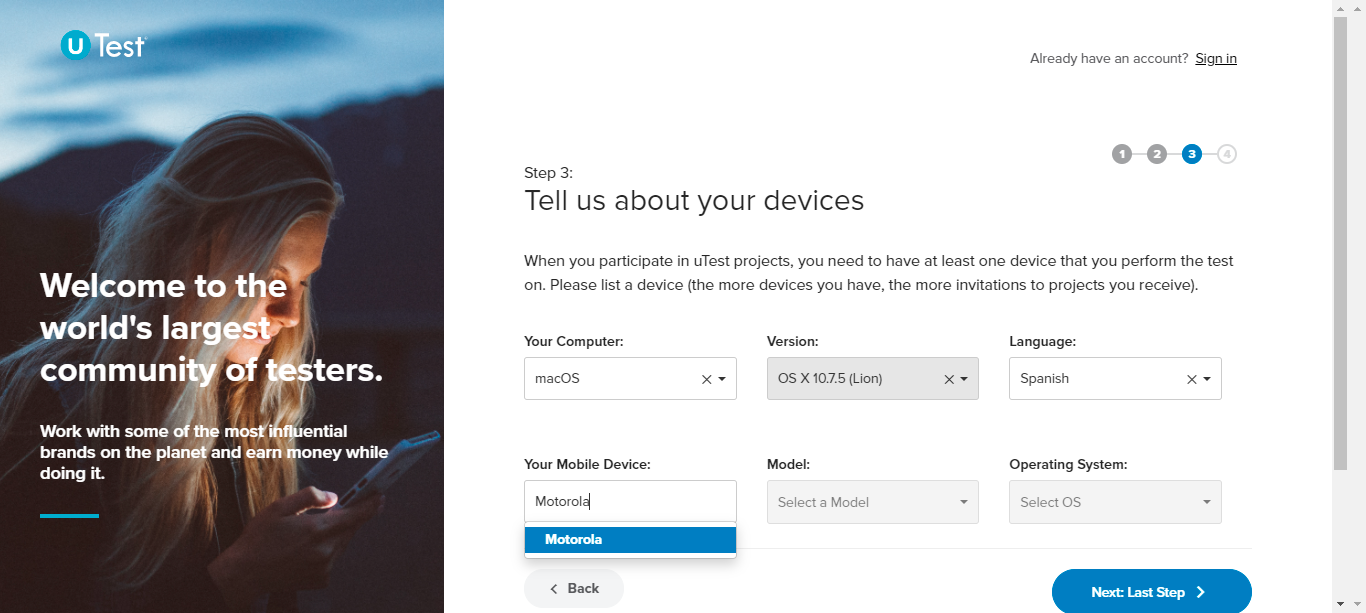 U Test
Already have an account? Sign in
1 2 3 4
Step 3:
Tell us about your devices
Welcome to the
world's largest
community of testers.
Work with some of the most influential
brands on the planet and earn money while
doing it.
When you participate in uTest projects, you need to have at least one device that you perform the test
on. Please list a device (the more devices you have, the more invitations to projects you receive).
Your Computer: Version: Language:
macOS OS X 10.7.5 (Lion) Spanish
Your Mobile Device: Model: Operating System:
Motorola Select a Model Select OS
Motorola
Back Next: Last Step